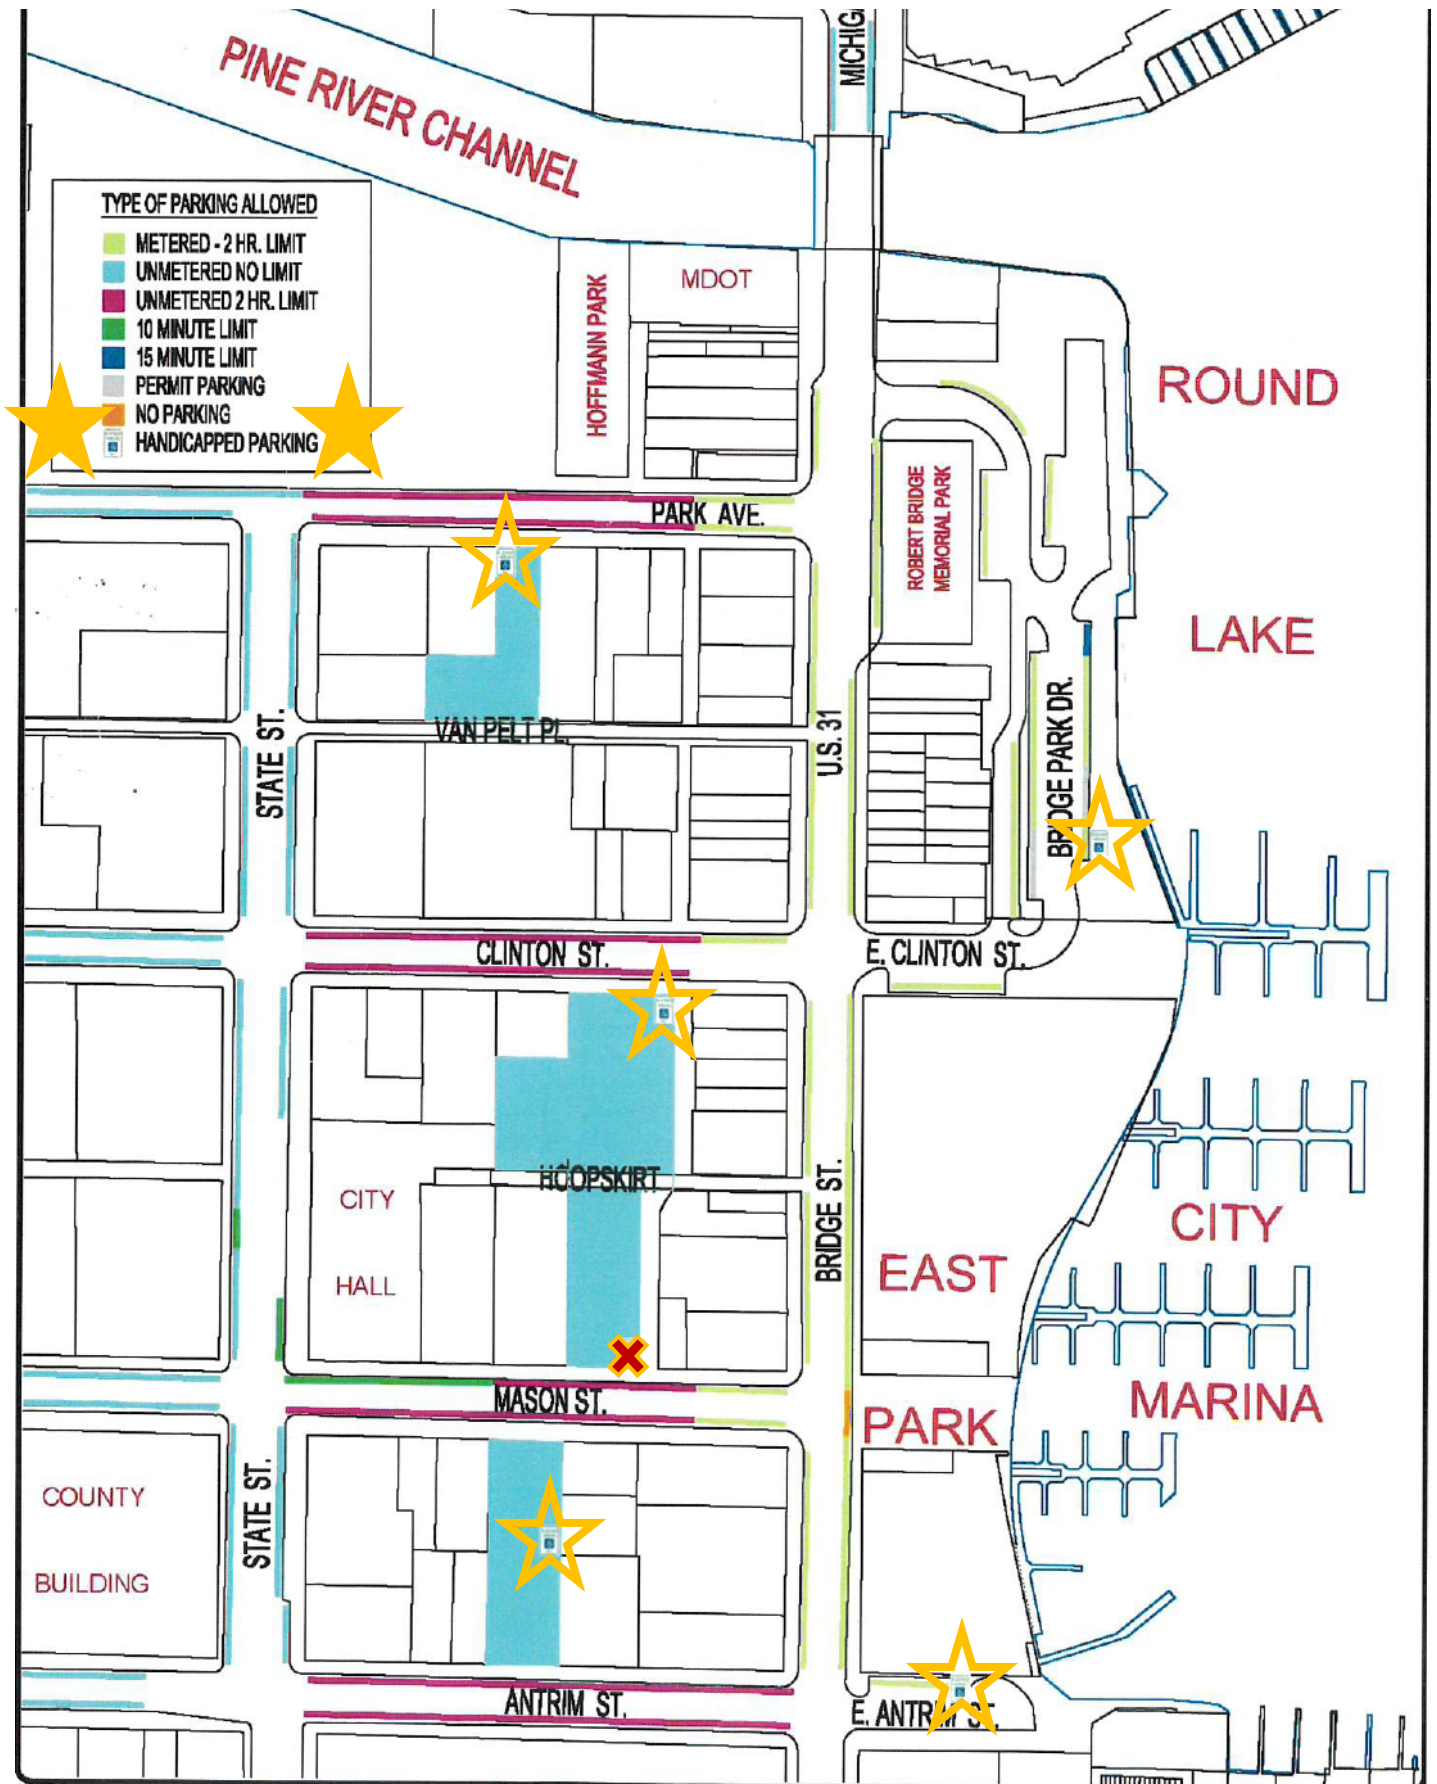 MICHIG
PINE RIVER CHANNEL
TYPE OF PARKING ALLOWED
METERED - 2 HR. LIMIT
UNMETERED NO LIMIT
UNMETERED 2 HR. LIMIT
10 MINUTE LIMIT
15 MINUTE LIMIT
PERMIT PARKING
NO PARKING
HANDICAPPED PARKING
HOFFMANN PARK
MDOT
ROUND
LAKE
ROBERT BRIDGE
MEMORIAL PARK
PARK AVE.
STATE ST.
VAN PELT PL.
U.S. 31
BRIDGE PARK DR.
CLINTON ST.
E. CLINTON ST.
CITY
HALL
HOOPSKIRT
BRIDGE ST.
EAST
PARK
CITY
MARINA
MASON ST.
COUNTY
BUILDING
STATE ST.
ANTRIM ST.
E. ANTRIM ST.